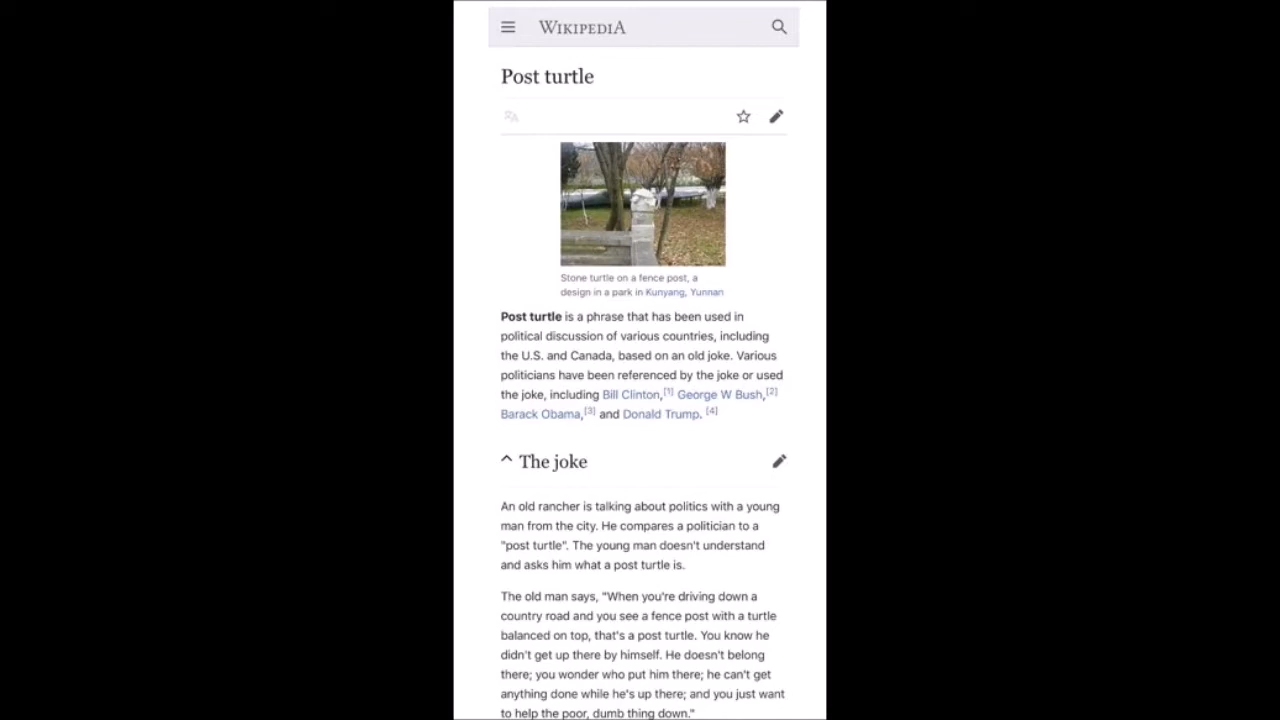 WIKIPEDIA
Post turtle
Stone turtle on a fence post, a
design in a park in Kunyang, Yunnan
Post turtle is a phrase that has been used in
political discussion of various countries, including
the U.S. and Canada, based on an old joke. Various
politicians have been referenced by the joke or used
the joke, including Bill Clinton,[1] George W Bush,[2]
Barack Obama,[3] and Donald Trump. [4]
The joke
An old rancher is talking about politics with a young
man from the city. He compares a politician to a
"post turtle". The young man doesn't understand
and asks him what a post turtle is.
The old man says, "When you're driving down a
country road and you see a fence post with a turtle
balanced on top, that's a post turtle. You know he
didn't get up there by himself. He doesn't belong
there; you wonder who put him there; he can't get
anything done while he's up there; and you just want
to help the poor, dumb thing down."